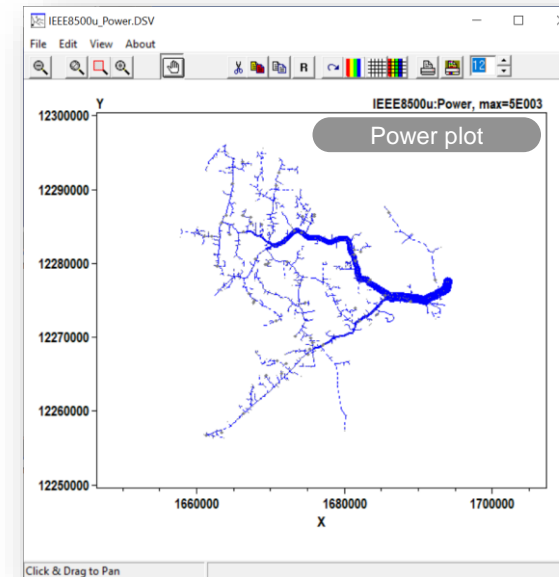 IEEE8500u_Power.DSV
File Edit View About
R 12
Y
IEEE8500u:Power, max=5E003
Power plot
12300000
12290000
12280000
12270000
12260000
12250000
1660000 1680000 1700000
X
Click & Drag to Pan